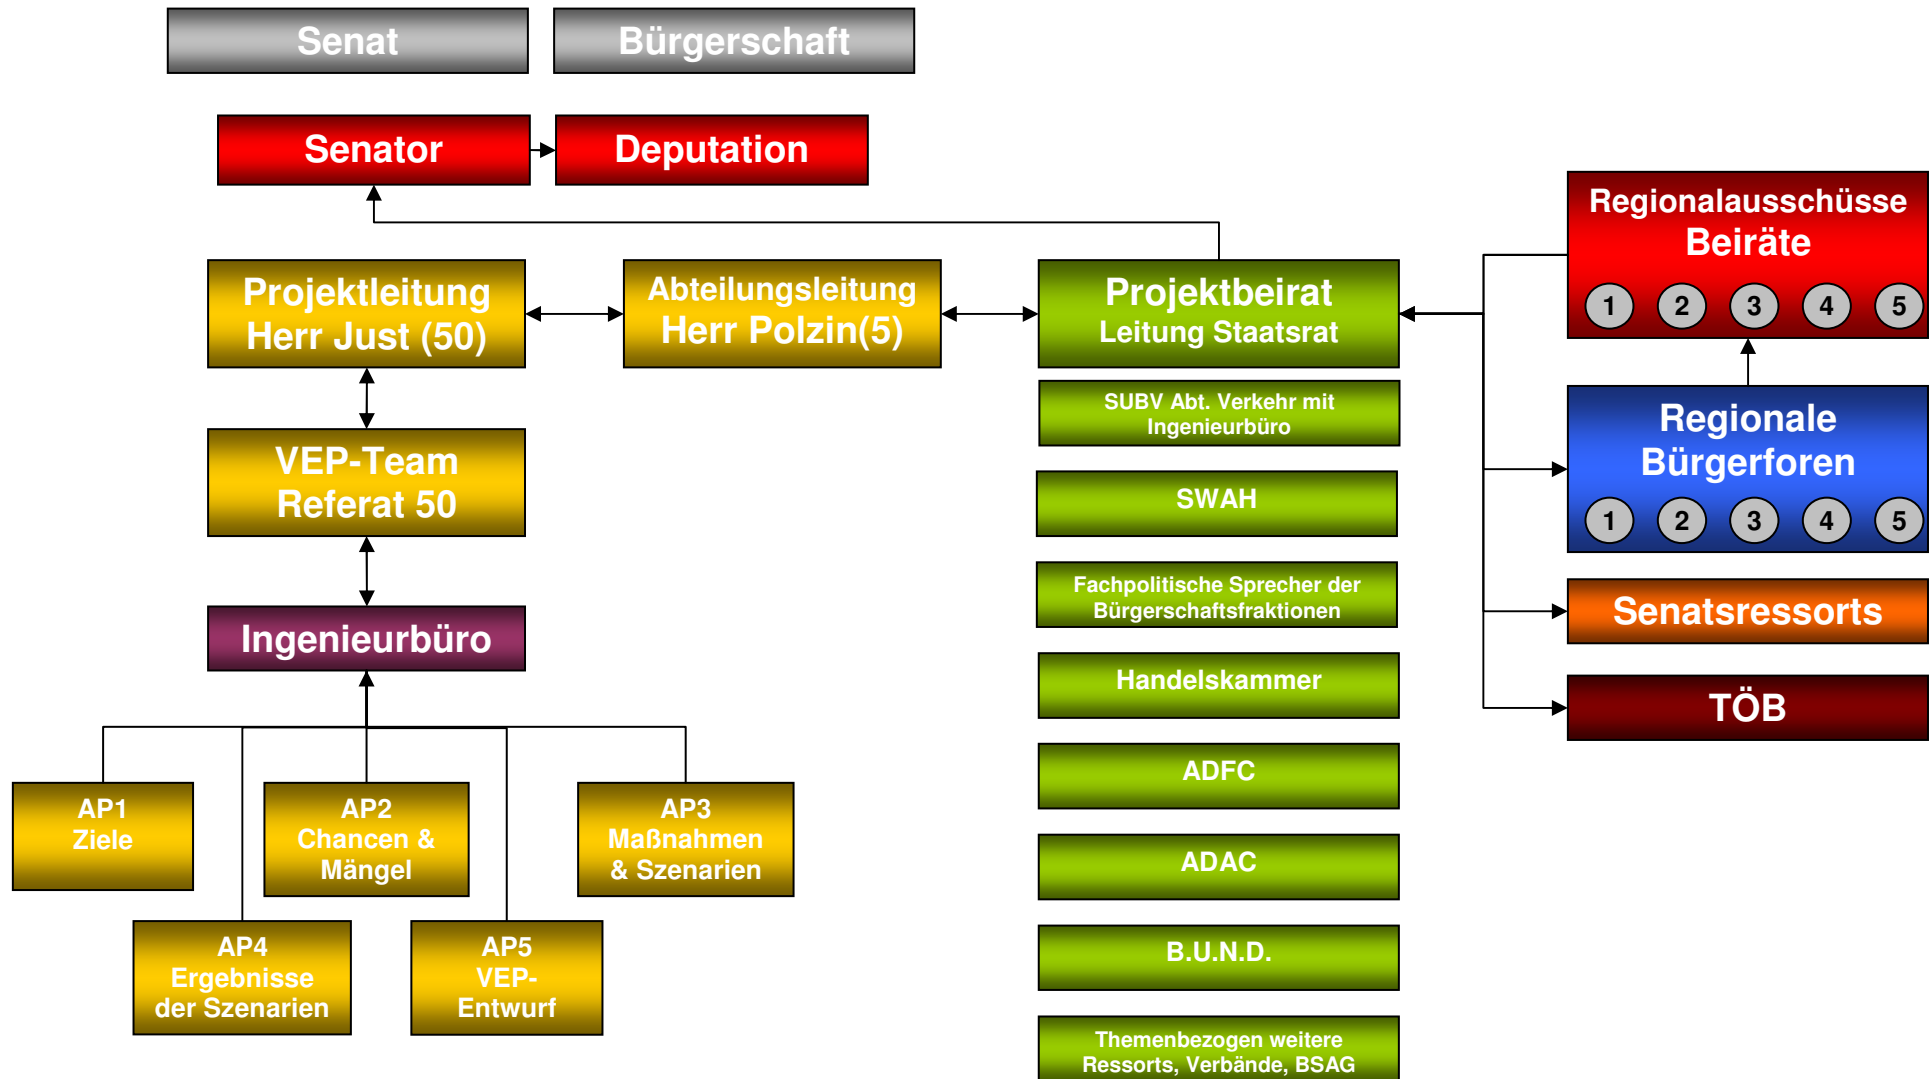 Senat
Bürgerschaft
Senator
Deputation
Regionalausschüsse
Beiräte
1 2 3 4 5
Projektleitung
Herr Just (50)
Abteilungsleitung
Herr Polzin(5)
Projektbeirat
Leitung Staatsrat
SUBV Abt. Verkehr mit
Ingenieurbüro
Regionale
Bürgerforen
1 2 3 4 5
VEP-Team
Referat 50
SWAH
Fachpolitische Sprecher der
Bürgerschaftsfraktionen
Senatsressorts
Ingenieurbüro
Handelskammer
TÖB
ADFC
AP1
Ziele
AP2
Chancen &
Mängel
AP3
Maßnahmen
& Szenarien
ADAC
AP4
Ergebnisse
der Szenarien
AP5
VEP-
Entwurf
B.U.N.D.
Themenbezogen weitere
Ressorts, Verbände, BSAG